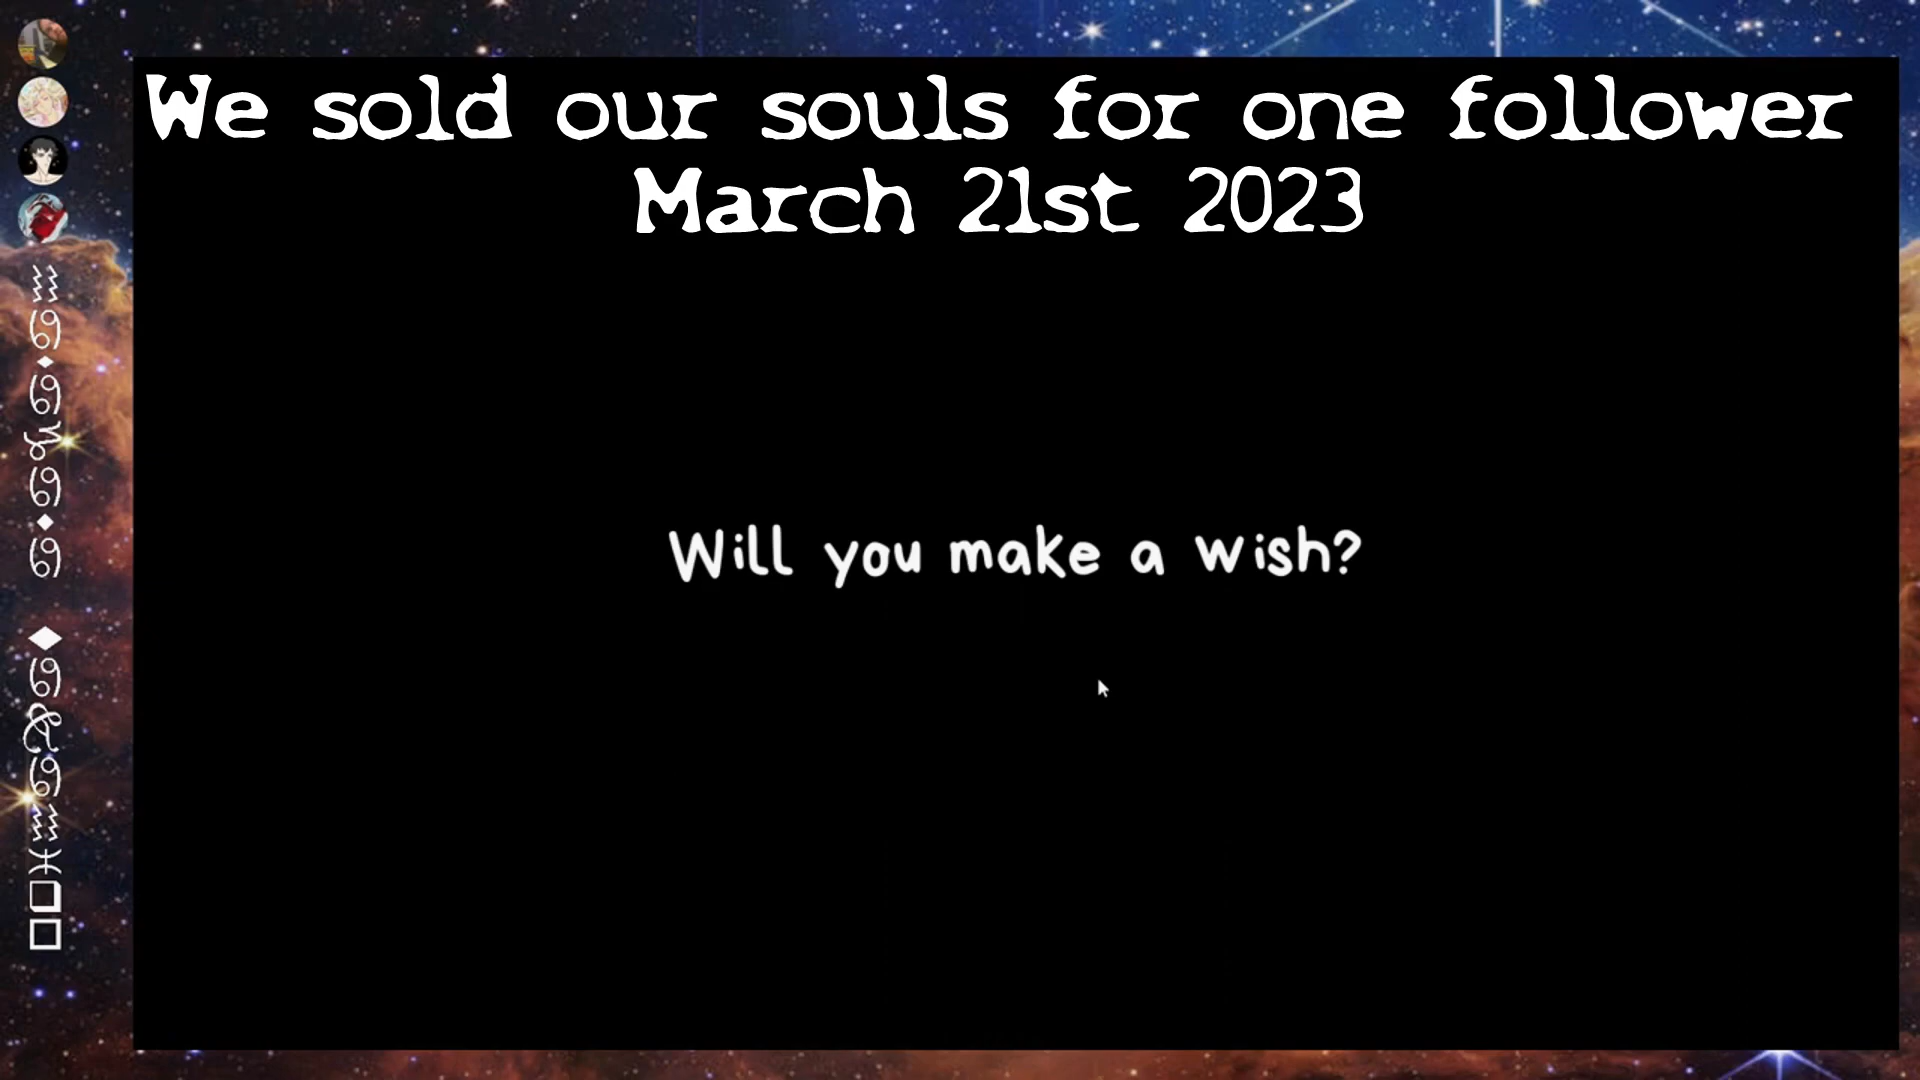 We sold our souls for one follower
March 21st 2023
Will you make a wish?